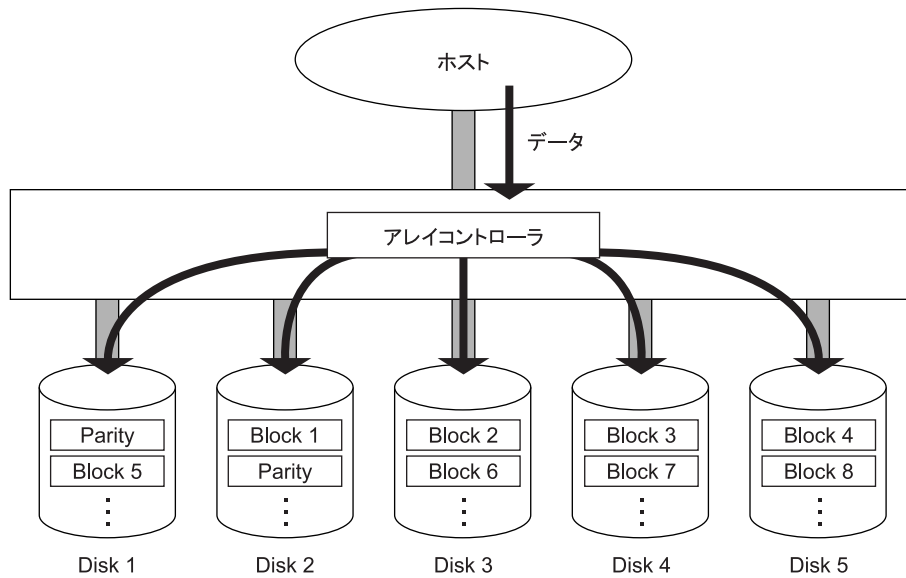 ホスト
データ
アレイコントローラ
Parity
Block 1
Block 2
Block 3
Block 4
Block 5
Parity
Block 6
Block 7
Block 8
Disk 1
Disk 2
Disk 3
Disk 4
Disk 5